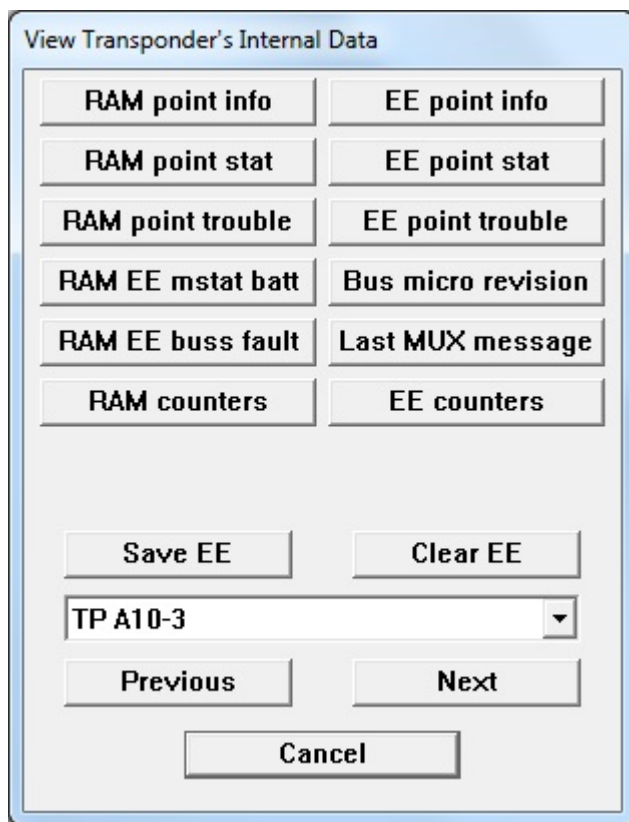 View Transponder's Internal Data
RAM point info
EE point info
RAM point stat
EE point stat
RAM point trouble
EE point trouble
RAM EE mstat batt
Bus micro revision
RAM EE buss fault
Last MUX message
RAM counters
EE counters
Save EE
Clear EE
TP A10-3
Previous
Next
Cancel